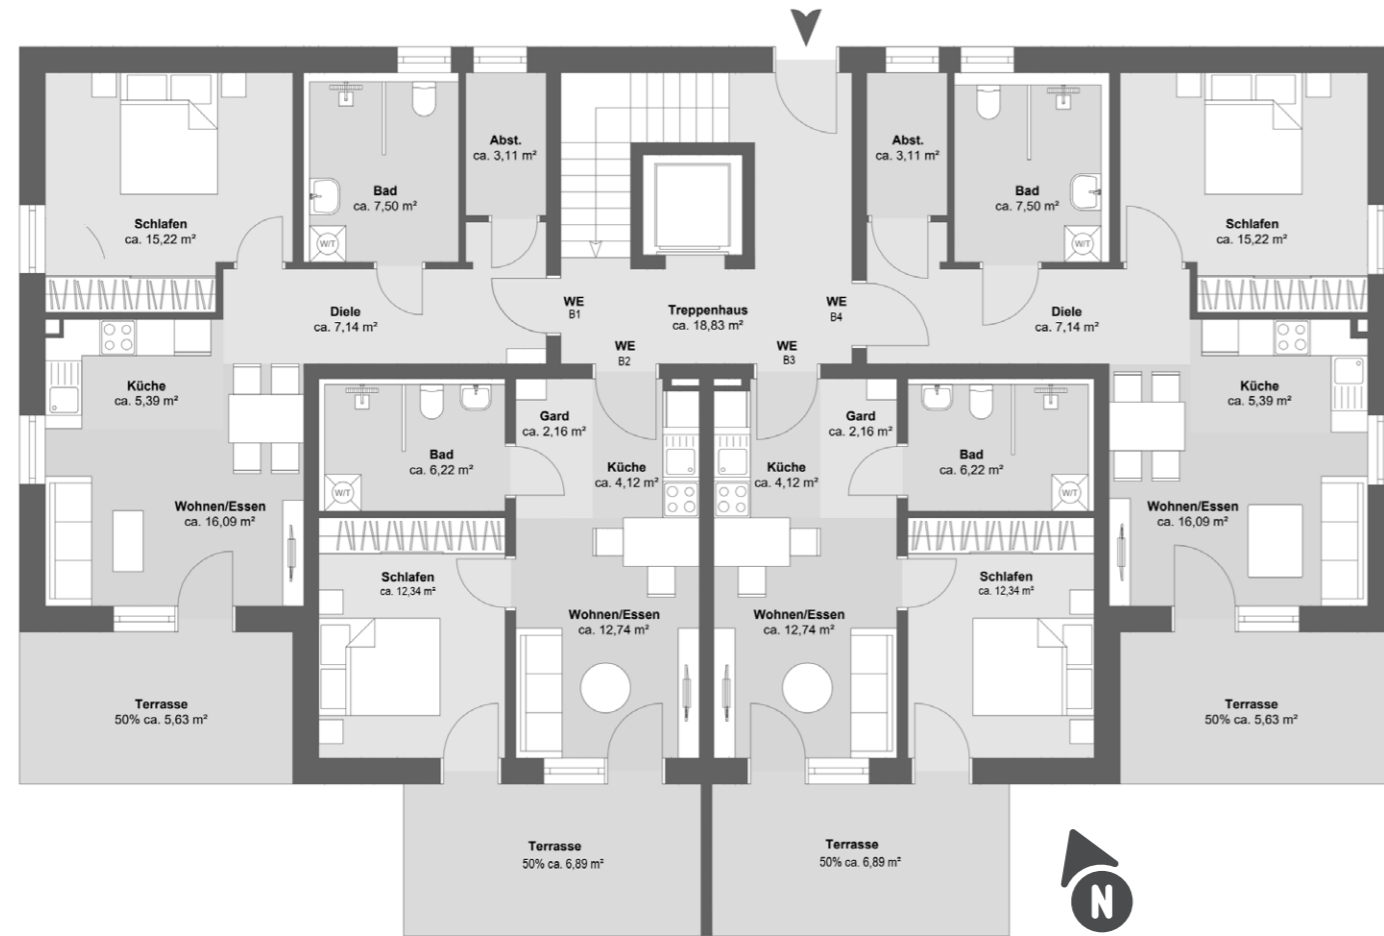 Abst.
ca. 3,11 m²
Abst.
ca. 3,11 m²
Bad
ca. 7,50 m²
Bad
ca. 7,50 m²
Schlafen
ca. 15,22 m²
Schlafen
ca. 15,22 m²
W/T
W/T
Diele
ca. 7,14 m²
WE
B1
Treppenhaus
ca. 18,83 m²
WE
B4
Diele
ca. 7,14 m²
WE
B2
WE
B3
Küche
ca. 5,39 m²
Küche
ca. 5,39 m²
Gard
ca. 2,16 m²
Gard
ca. 2,16 m²
Bad
ca. 6,22 m²
Küche
ca. 4,12 m²
Küche
ca. 4,12 m²
Bad
ca. 6,22 m²
W/T
W/T
Wohnen/Essen
ca. 16,09 m²
Wohnen/Essen
ca. 16,09 m²
Schlafen
ca. 12,34 m²
Schlafen
ca. 12,34 m²
Wohnen/Essen
ca. 12,74 m²
Wohnen/Essen
ca. 12,74 m²
Terrasse
50% ca. 5,63 m²
Terrasse
50% ca. 5,63 m²
Terrasse
50% ca. 6,89 m²
Terrasse
50% ca. 6,89 m²
N